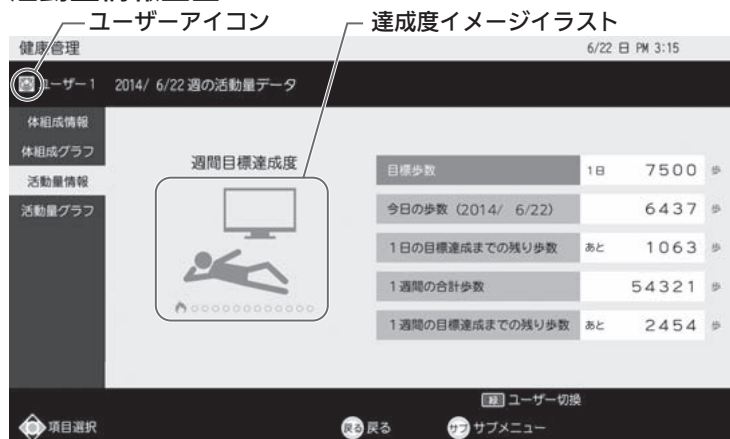 ユーザーアイコン
達成度イメージイラスト
健康管理
6/22 日 PM 3:15
ユーザー1 2014/ 6/22 週の活動量データ
体組成情報
体組成グラフ
活動量情報
活動量グラフ
週間目標達成度
目標歩数 1日 7500 歩
今日の歩数 (2014/ 6/22) 6437 歩
1日の目標達成までの残り歩数 あと 1063 歩
1週間の合計歩数 54321 歩
1週間の目標達成までの残り歩数 あと 2454 歩
緑 ユーザー切換
項目選択
戻る 戻る
サブ サブメニュー